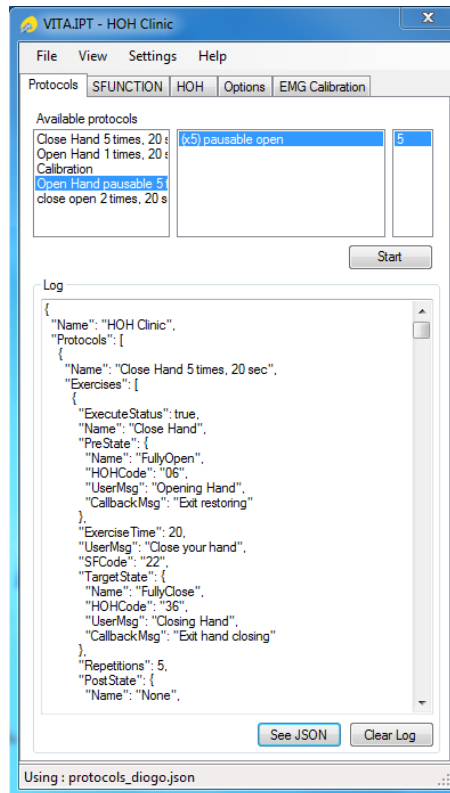 VITA.IPT - HOH Clinic
x
File View Settings Help
Protocols SFUNCTION HOH Options EMG Calibration
Available protocols
Close Hand 5 times, 20 s
Open Hand 1 times, 20 s
Calibration
Open Hand pausable 5 t
close open 2 times, 20 s
(x5) pausable open
5
Start
Log
{
"Name": "HOH Clinic",
"Protocols": [
{
"Name": "Close Hand 5 times, 20 sec",
"Exercises": [
{
"ExecuteStatus": true,
"Name": "Close Hand",
"PreState": {
"Name": "FullyOpen",
"HOHCode": "06",
"UserMsg": "Opening Hand",
"CallbackMsg": "Exit restoring"
},
"ExerciseTime": 20,
"UserMsg": "Close your hand",
"SFCode": "22",
"TargetState": {
"Name": "FullyClose",
"HOHCode": "36",
"UserMsg": "Closing Hand",
"CallbackMsg": "Exit hand closing"
},
"Repetitions": 5,
"PostState": {
"Name": "None",
See JSON Clear Log
Using : protocols_diogo.json